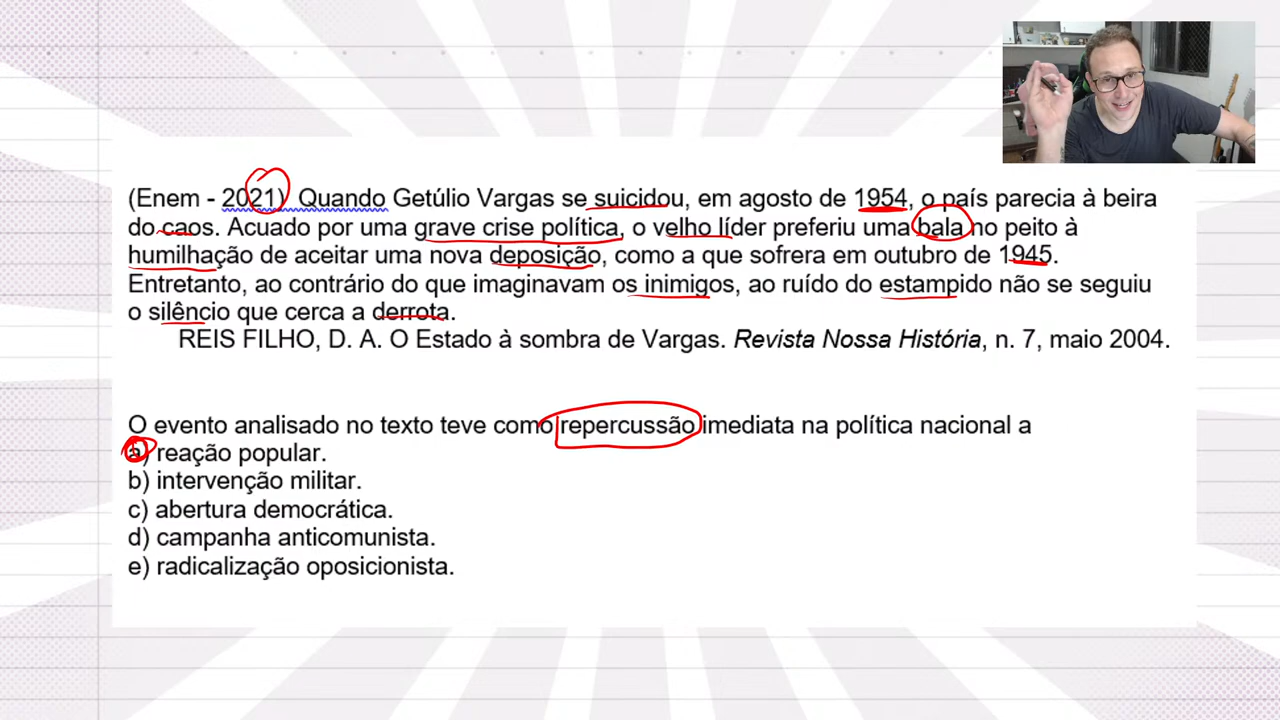 (Enem - 2021) Quando Getúlio Vargas se suicidou, em agosto de 1954, o país parecia à beira
do caos. Acuado por uma grave crise política, o velho líder preferiu uma bala no peito à
humilhação de aceitar uma nova deposição, como a que sofrera em outubro de 1945.
Entretanto, ao contrário do que imaginavam os inimigos, ao ruído do estampido não se seguiu
o silêncio que cerca a derrota.
REIS FILHO, D. A. O Estado à sombra de Vargas. Revista Nossa História, n. 7, maio 2004.
O evento analisado no texto teve como repercussão imediata na política nacional a
a) reação popular.
b) intervenção militar.
c) abertura democrática.
d) campanha anticomunista.
e) radicalização oposicionista.